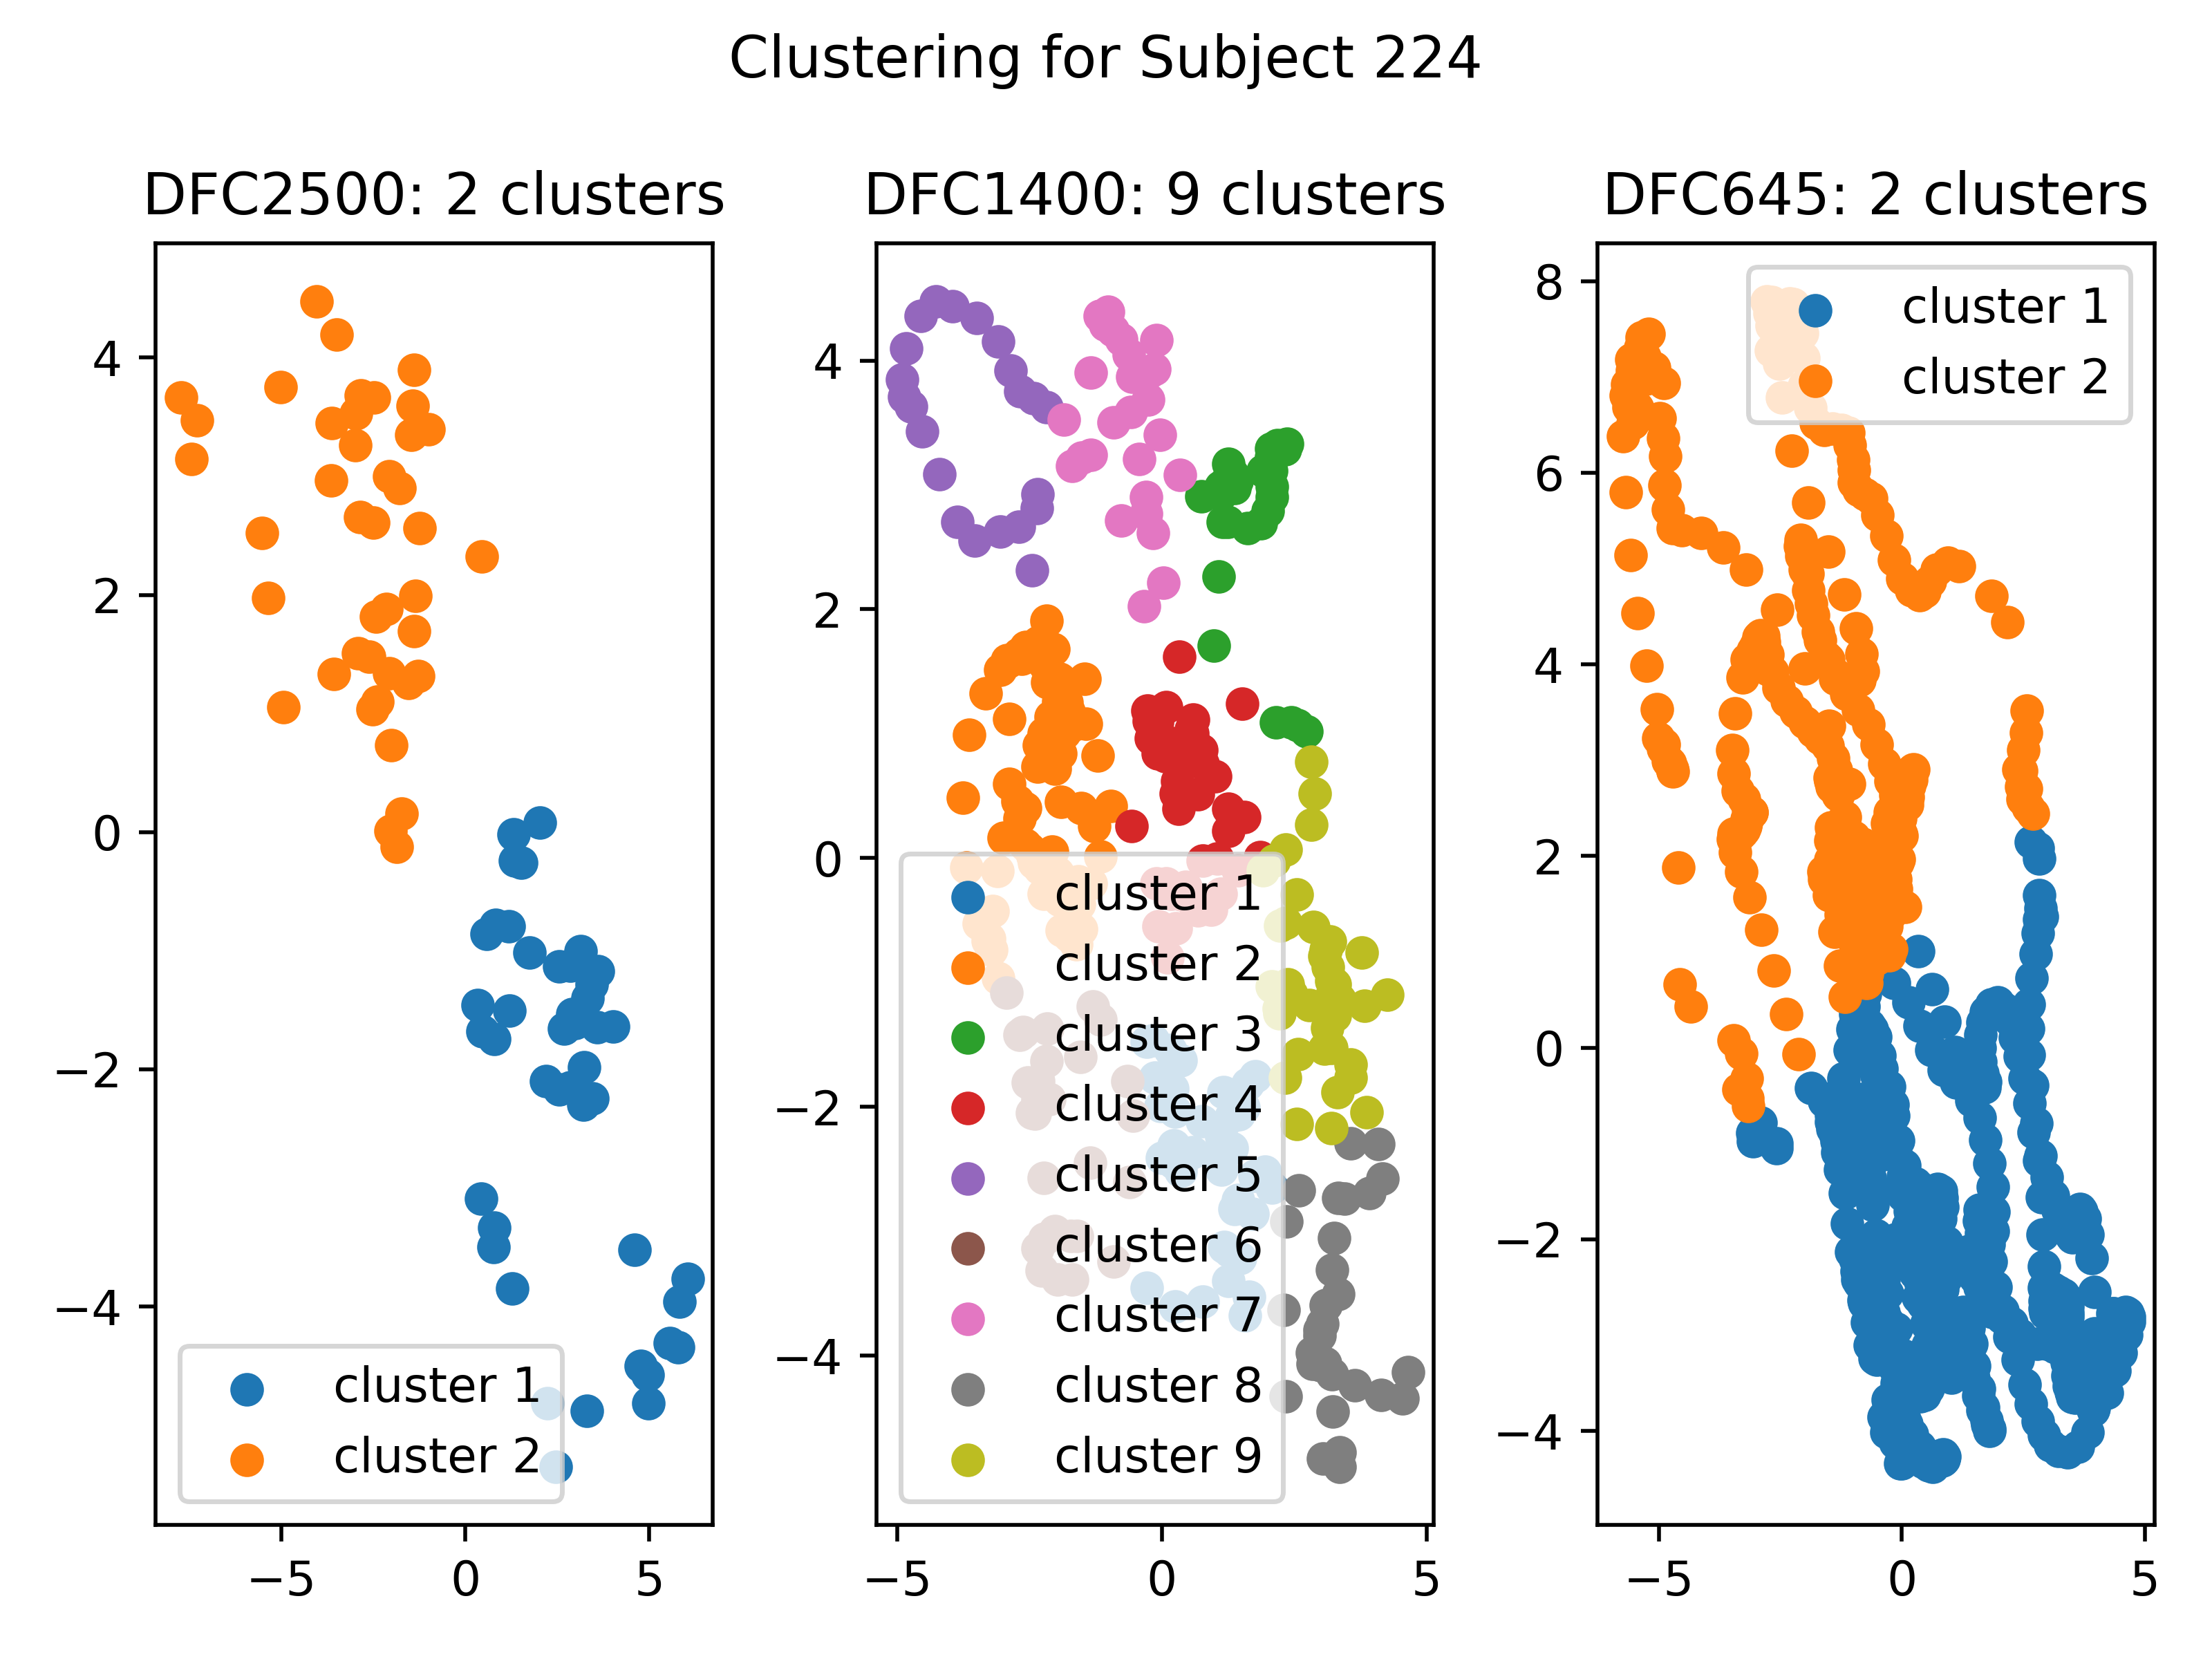 Clustering for Subject 224
DFC2500: 2 clusters
4
2
0
−2
−4
−5
0
5
cluster 1
cluster 2
DFC1400: 9 clusters
4
2
0
−2
−4
−5
0
5
cluster 1
cluster 2
cluster 3
cluster 4
cluster 5
cluster 6
cluster 7
cluster 8
cluster 9
DFC645: 2 clusters
8
6
4
2
0
−2
−4
−5
0
5
cluster 1
cluster 2